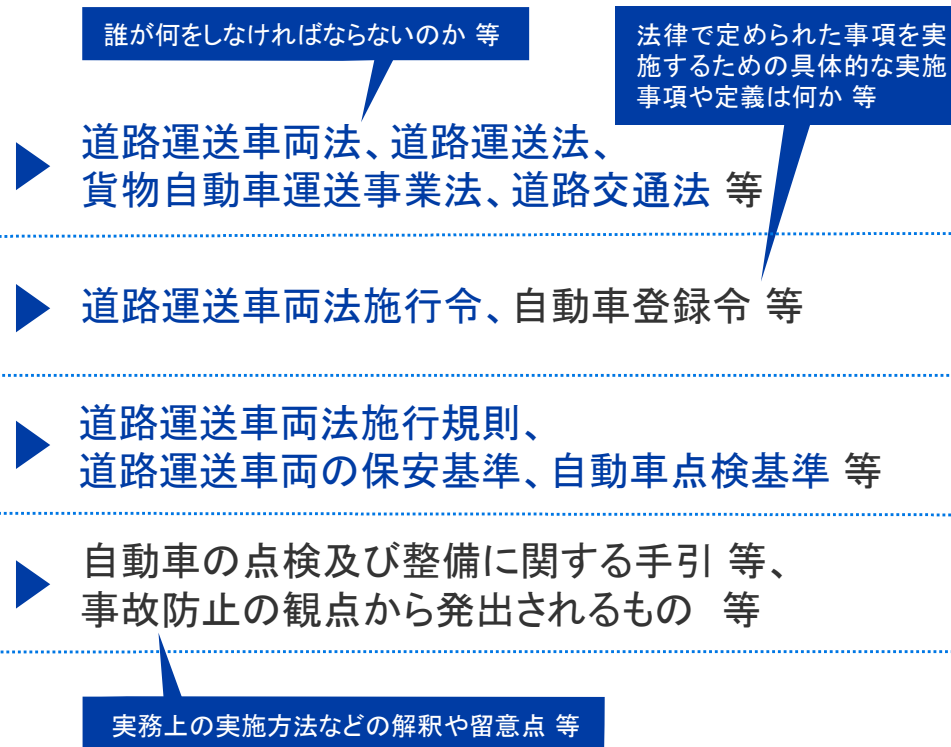 誰が何をしなければならないのか 等
法律で定められた事項を実
施するための具体的な実施
事項や定義は何か 等
道路運送車両法、道路運送法、
貨物自動車運送事業法、道路交通法 等
道路運送車両法施行令、自動車登録令 等
道路運送車両法施行規則、
道路運送車両の保安基準、自動車点検基準 等
自動車の点検及び整備に関する手引 等、
事故防止の観点から発出されるもの 等
実務上の実施方法などの解釈や留意点 等